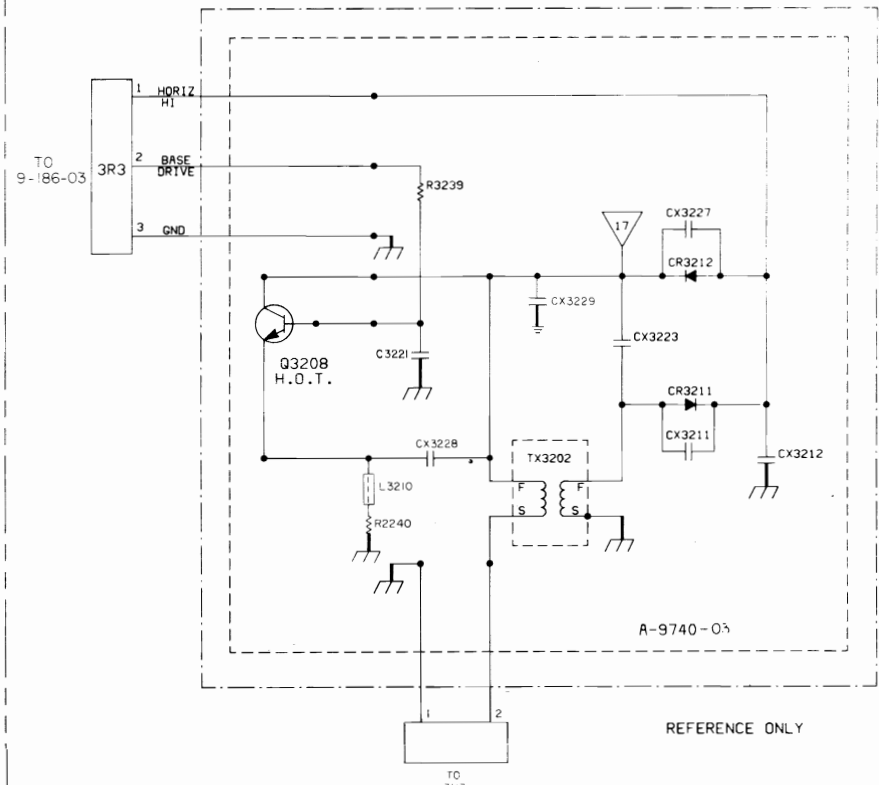 1 HORIZ
HI
TO
9-186-03
3R3
2 BASE
DRIVE
3 GND
R3239
17
CX3227
CR3212
CX3229
CX3223
Q3208
H.O.T.
C3221
CR3211
CX3211
CX3228
TX3202
CX3212
F F
S S
L3210
R2240
A-9740-03
1 2
REFERENCE ONLY
TO